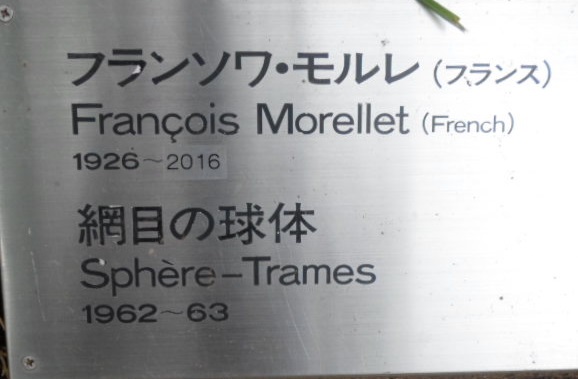 フランソワ・モルレ (フランス)
François Morellet (French)
1926～2016
網目の球体
Sphère–Trames
1962～63